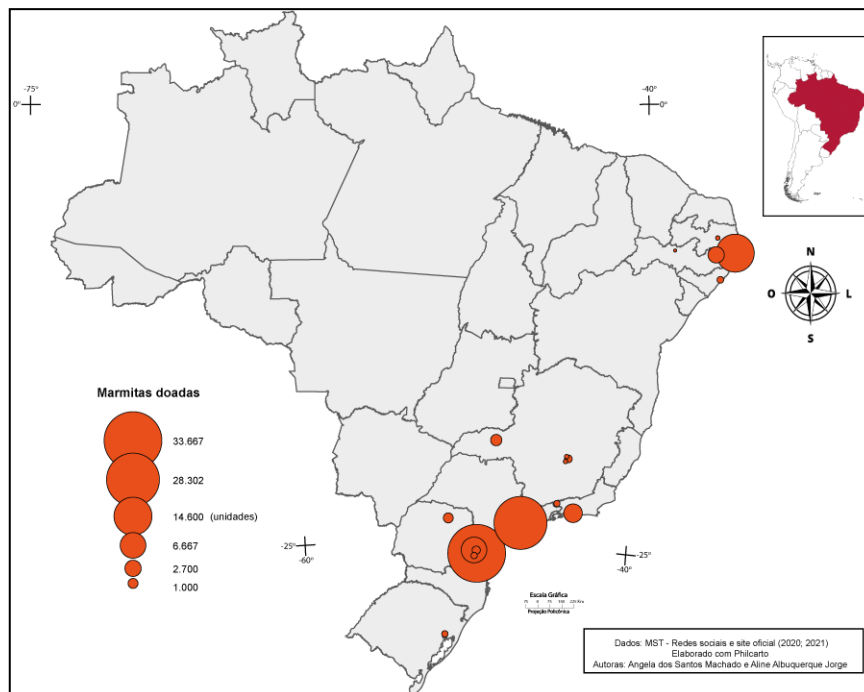 -75°
0°
-40°
0°
N
O
L
S
Marmitas doadas
33.667
28.302
14.600 (unidades)
6.667
2.700
1.000
-25°
-60°
-25°
-40°
Escala Gráfica
Projeção Policônica
Dados: MST - Redes sociais e site oficial (2020; 2021)
Elaborado com Philcarto
Autoras: Angela dos Santos Machado e Aline Albuquerque Jorge